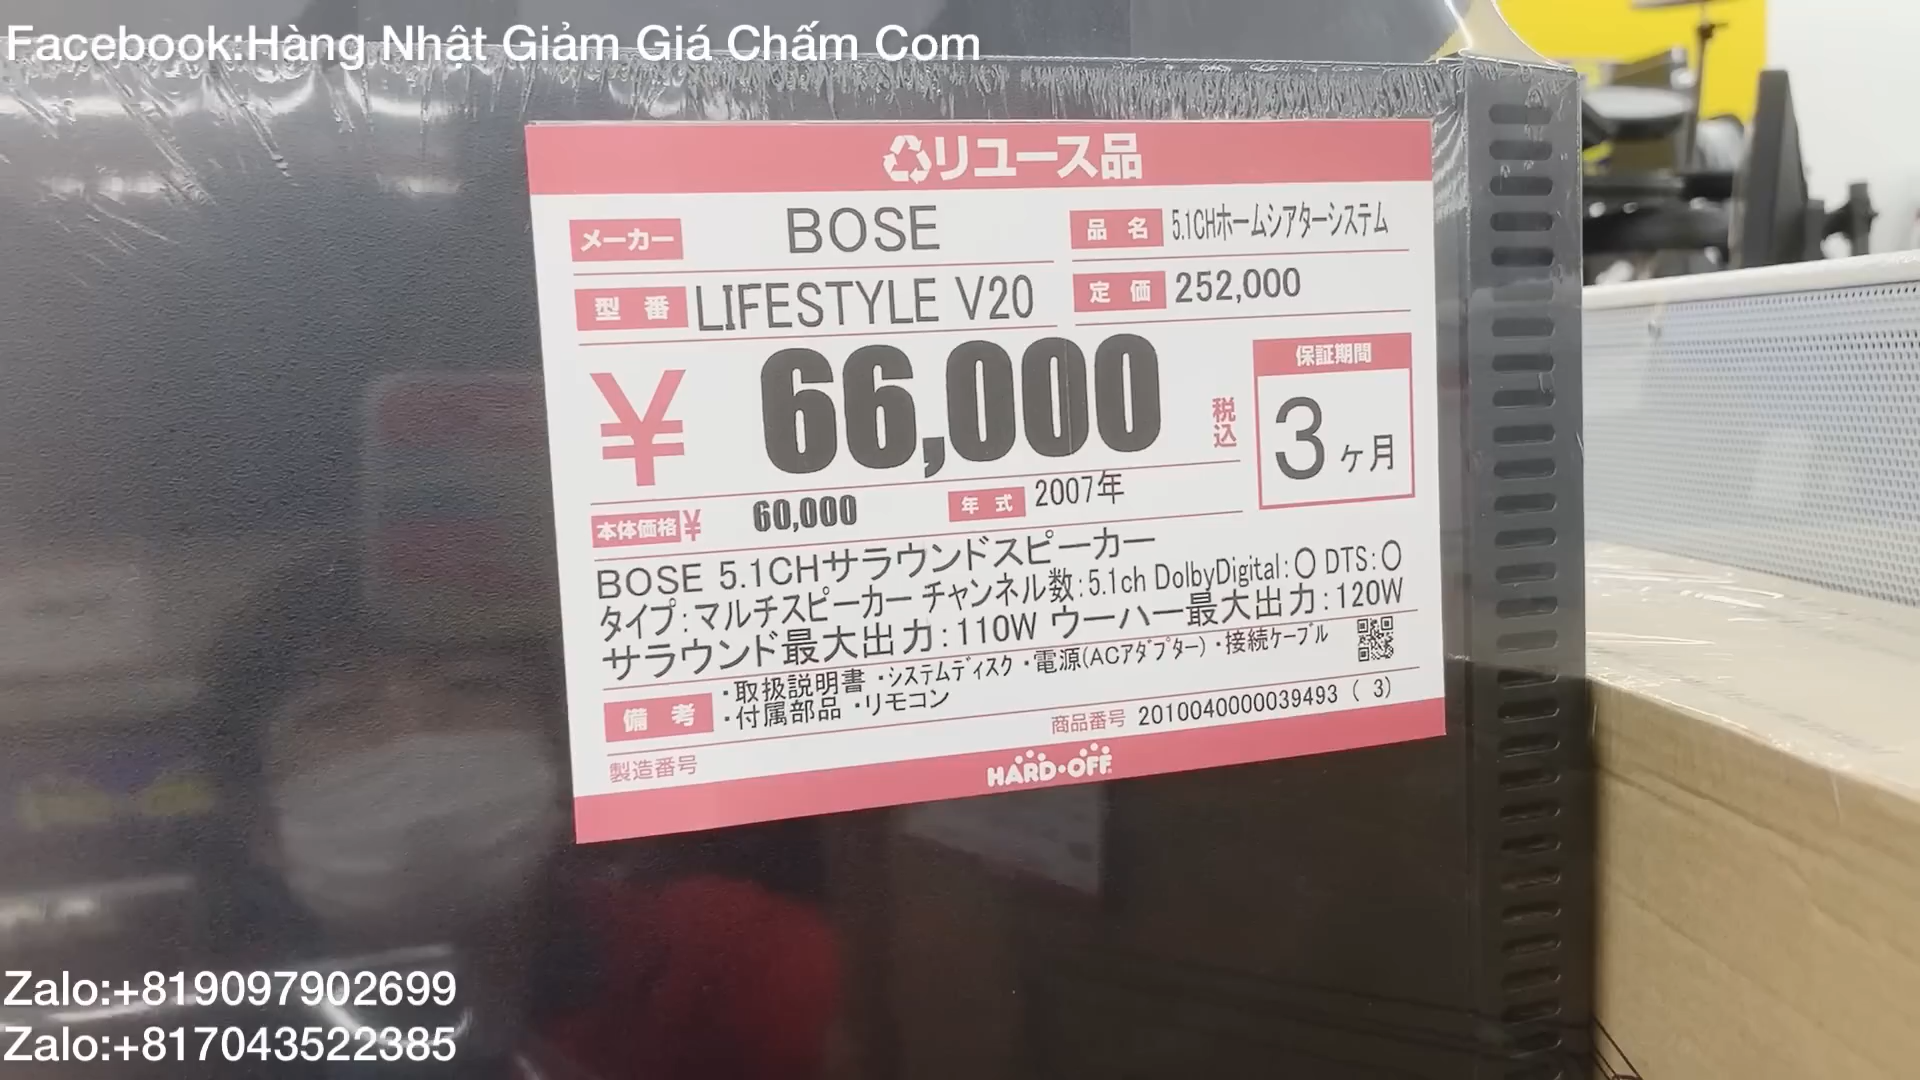 Facebook:Hàng Nhật Giảm Giá Chấm Com
リユース品
メーカー BOSE 品名 5.1CHホームシアターシステム
型番 LIFESTYLE V20 定価 252,000
¥ 66,000 税込
保証期間
3ヶ月
本体価格¥ 60,000 年式 2007年
BOSE 5.1CHサラウンドスピーカー
タイプ:マルチスピーカー チャンネル数:5.1ch DolbyDigital:〇 DTS:〇
サラウンド最大出力:110W ウーハー最大出力:120W
備考 ・取扱説明書 ・システムディスク ・電源(ACアダプター) ・接続ケーブル
・付属部品 ・リモコン
商品番号 2010040000039493 ( 3)
製造番号
HARD・OFF
Zalo:+819097902699
Zalo:+817043522385